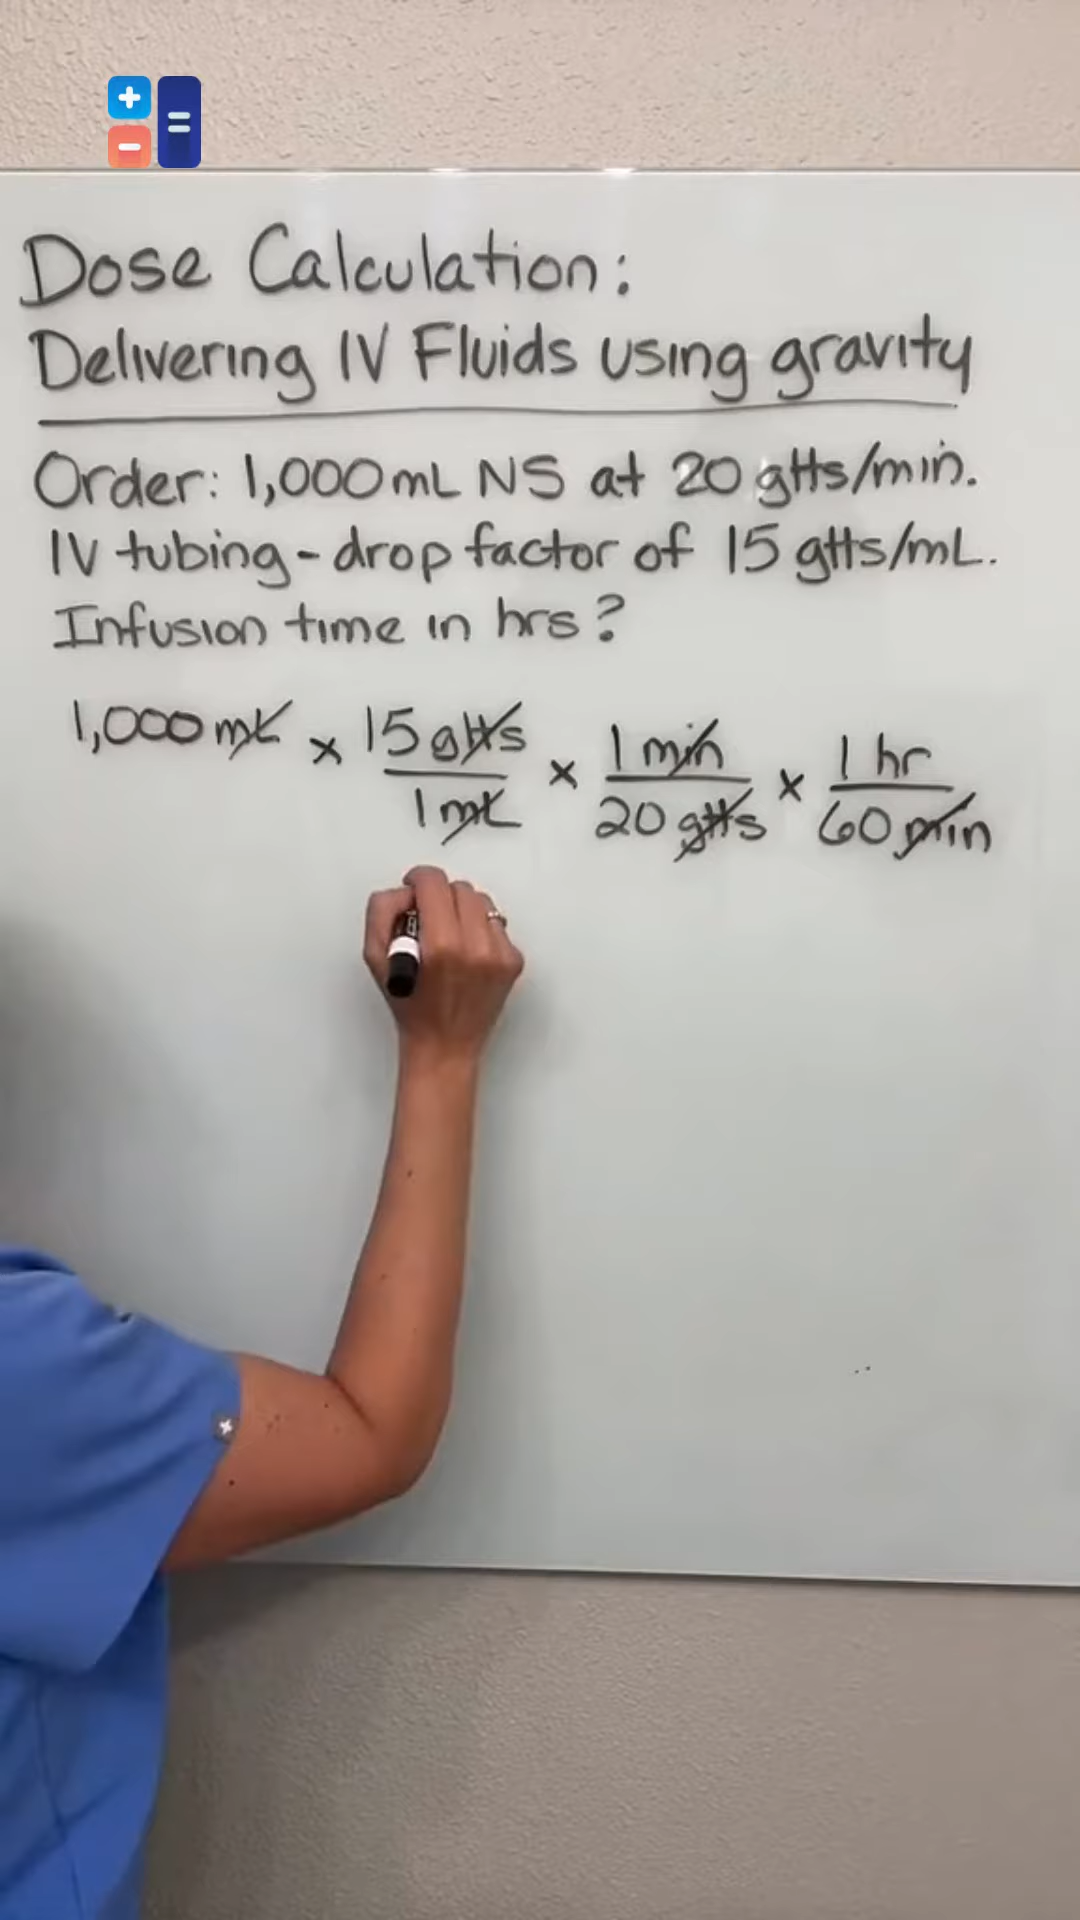 Dose Calculation:
Delivering IV Fluids using gravity
Order: 1,000mL NS at 20 gtts/min.
IV tubing - drop factor of 15 gtts/mL.
Infusion time in hrs?
1,000 mL × 15 gtts / 1 mL × 1 min / 20 gtts × 1 hr / 60 min